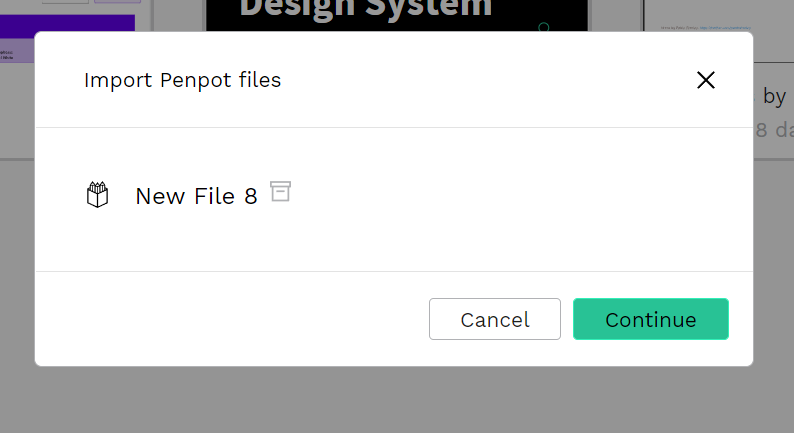 Design System
Import Penpot files
by
8 da
New File 8
Cancel
Continue